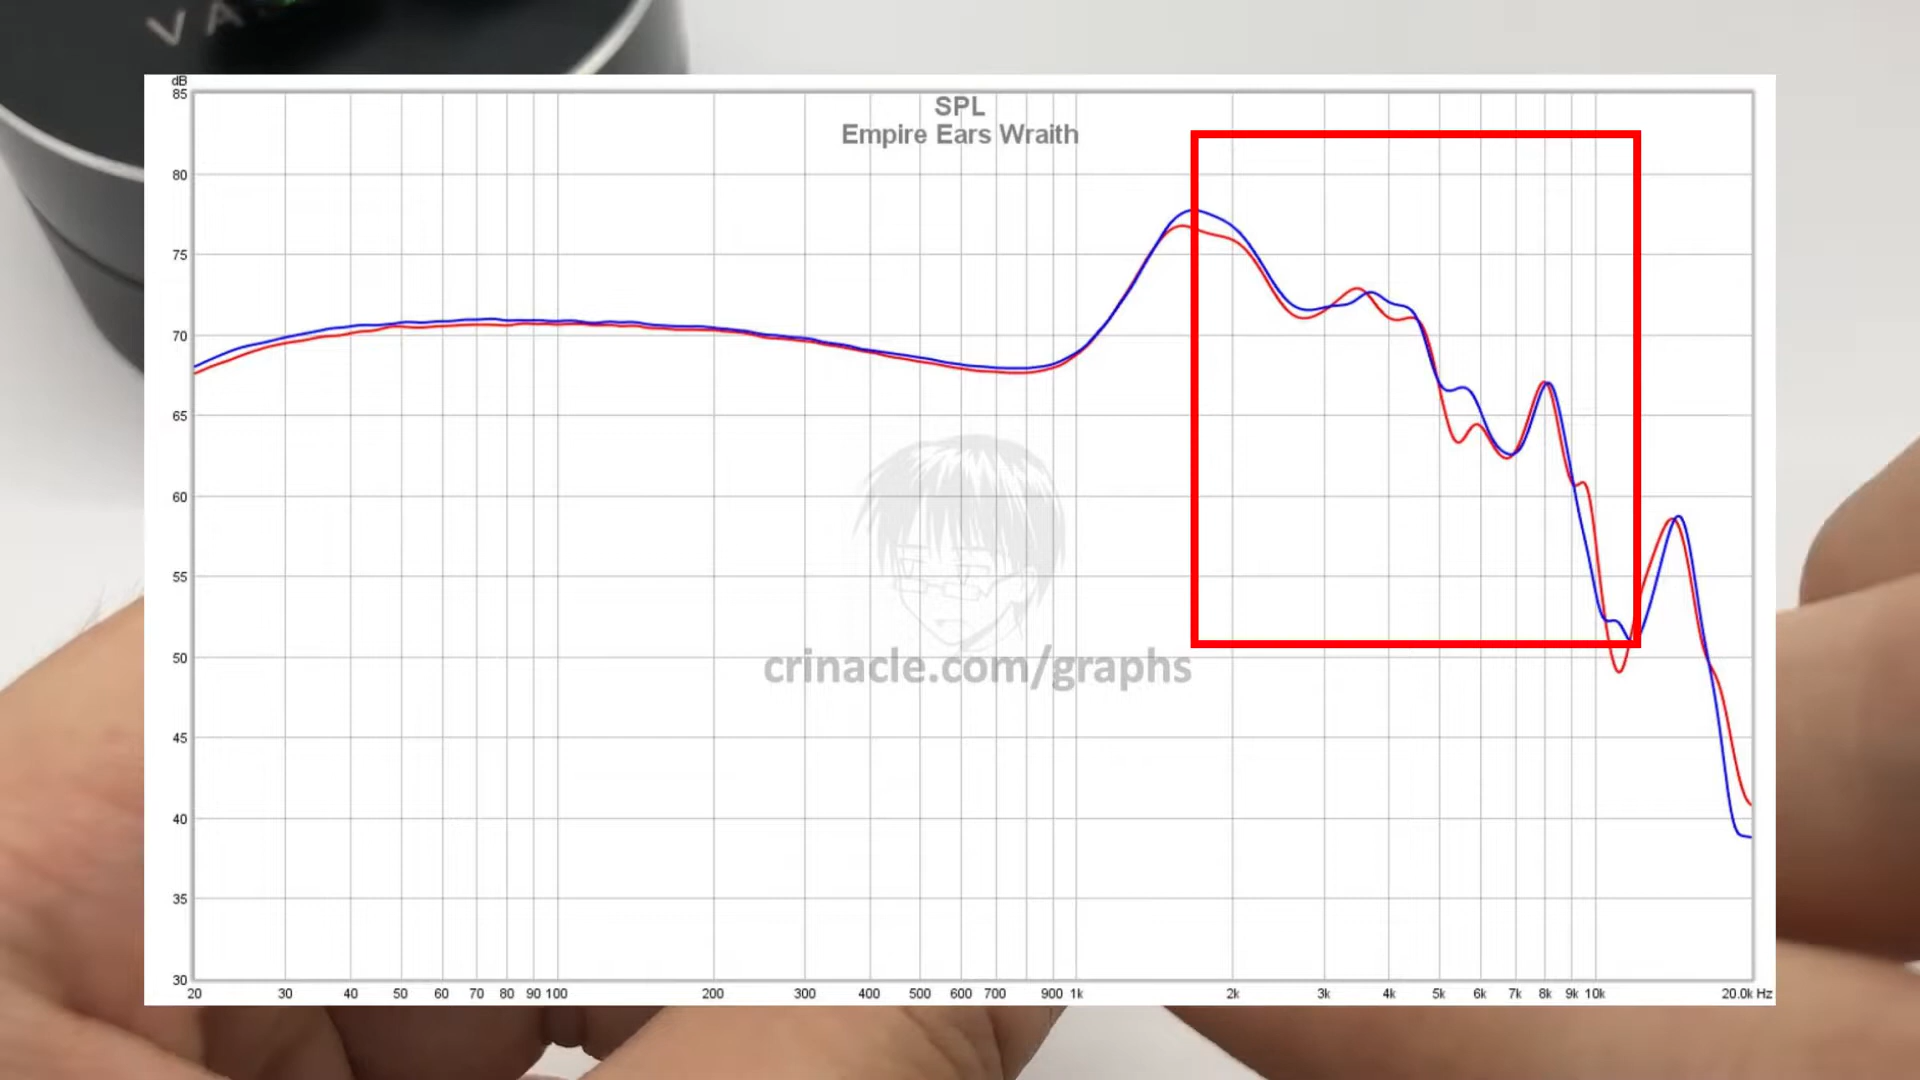 VA
dB
SPL
Empire Ears Wraith
85
80
75
70
65
60
55
50
45
40
35
30
crinacle.com/graphs
20 30 40 50 60 70 80 90 100 200 300 400 500 600 700 900 1k 2k 3k 4k 5k 6k 7k 8k 9k 10k 20.0k Hz